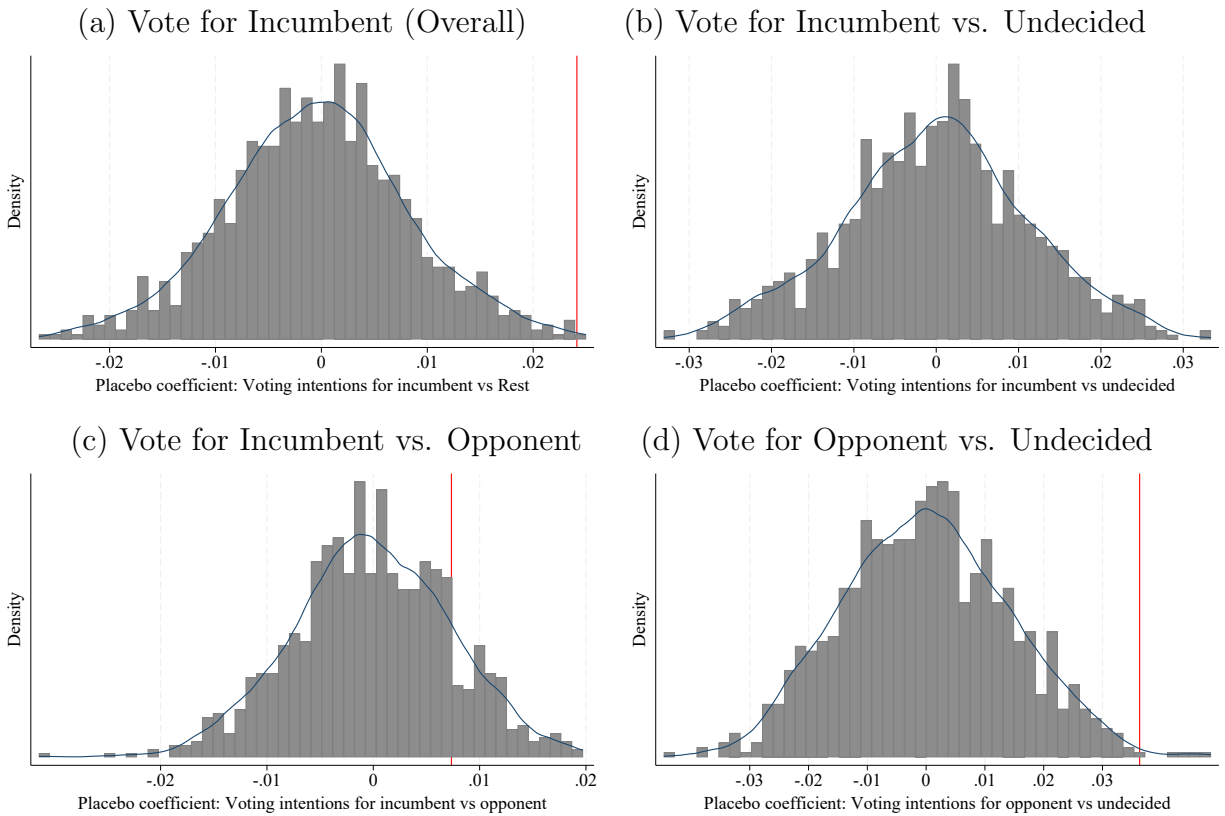 (a) Vote for Incumbent (Overall)
Density
-.02 -.01 0 .01 .02
Placebo coefficient: Voting intentions for incumbent vs Rest
(b) Vote for Incumbent vs. Undecided
Density
-.03 -.02 -.01 0 .01 .02 .03
Placebo coefficient: Voting intentions for incumbent vs undecided
(c) Vote for Incumbent vs. Opponent
Density
-.02 -.01 0 .01 .02
Placebo coefficient: Voting intentions for incumbent vs opponent
(d) Vote for Opponent vs. Undecided
Density
-.03 -.02 -.01 0 .01 .02 .03
Placebo coefficient: Voting intentions for opponent vs undecided